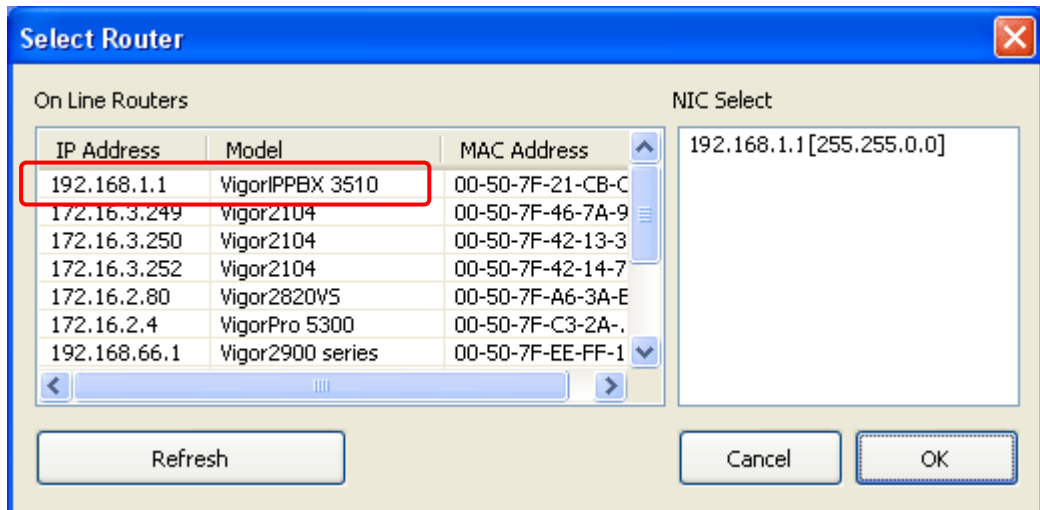 Select Router
On Line Routers NIC Select
IP Address Model MAC Address
192.168.1.1[255.255.0.0]
192.168.1.1 VigorIPPBX 3510 00-50-7F-21-CB-C
172.16.3.249 Vigor2104 00-50-7F-46-7A-9
172.16.3.250 Vigor2104 00-50-7F-42-13-3
172.16.3.252 Vigor2104 00-50-7F-42-14-7
172.16.2.80 Vigor2820VS 00-50-7F-A6-3A-E
172.16.2.4 VigorPro 5300 00-50-7F-C3-2A-.
192.168.66.1 Vigor2900 series 00-50-7F-EE-FF-1
Refresh Cancel OK